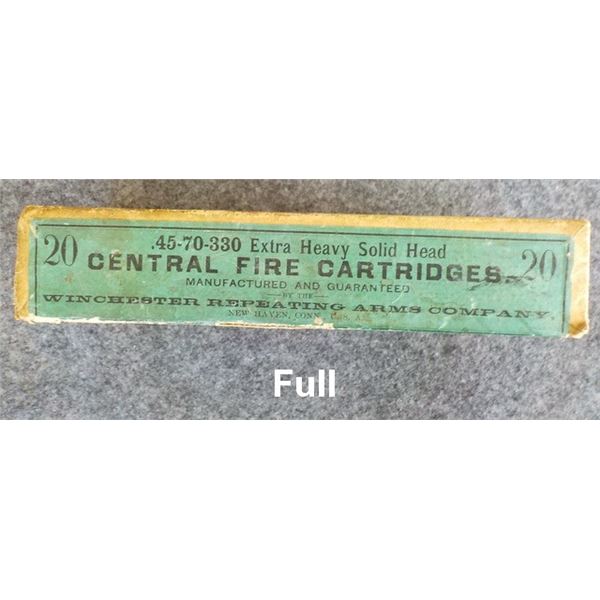 20 .45-70-330 Extra Heavy Solid Head 20
CENTRAL FIRE CARTRIDGES
MANUFACTURED AND GUARANTEED
—BY THE—
WINCHESTER REPEATING ARMS COMPANY,
NEW HAVEN, CONN., U.S.A.
Full